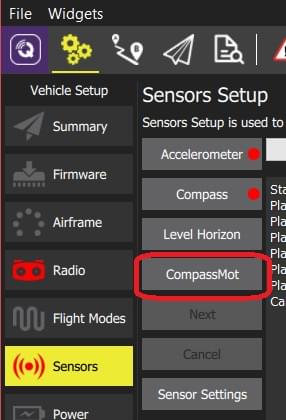 File Widgets
Vehicle Setup
Summary
Firmware
Airframe
Radio
Flight Modes
Sensors
Power
Sensors Setup
Sensors Setup is used to
Accelerometer
Compass
Level Horizon
CompassMot
Next
Cancel
Sensor Settings
Sta
Pla
Pla
Pla
Pla
Pla
Ca